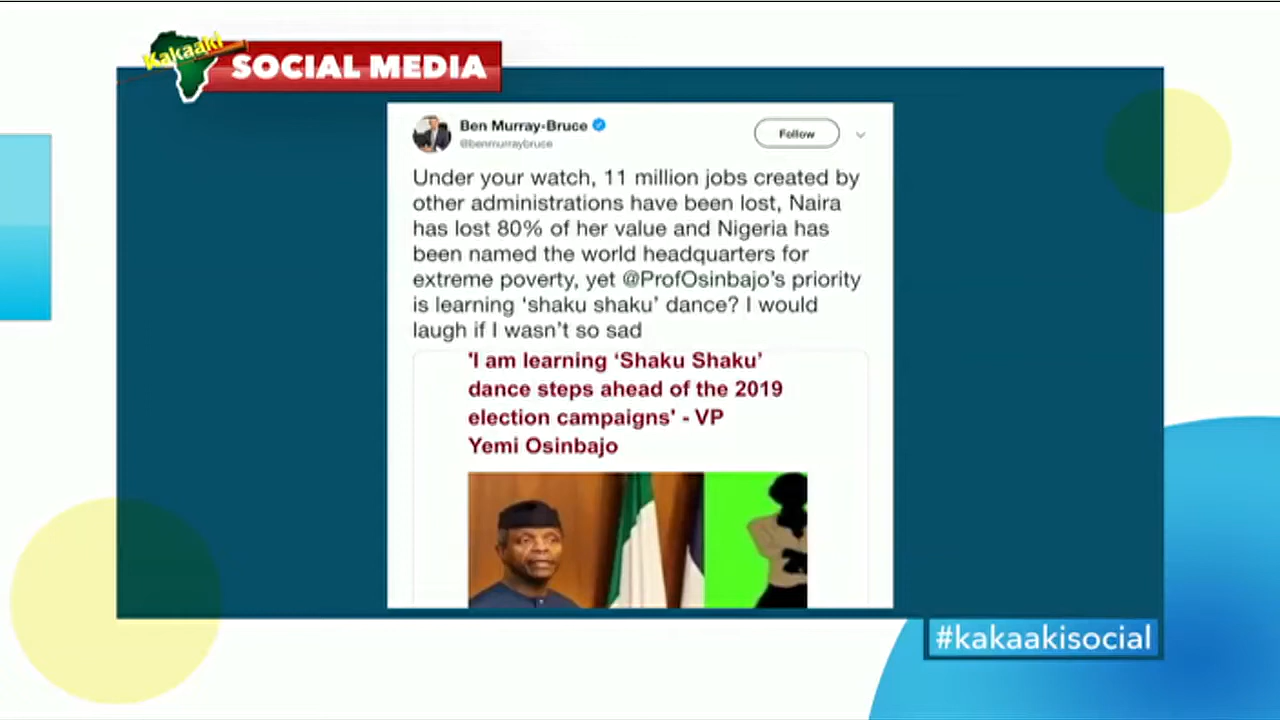 Kakaaki
SOCIAL MEDIA
Ben Murray-Bruce
@benmurraybruce
Follow
Under your watch, 11 million jobs created by
other administrations have been lost, Naira
has lost 80% of her value and Nigeria has
been named the world headquarters for
extreme poverty, yet @ProfOsinbajo's priority
is learning ‘shaku shaku’ dance? I would
laugh if I wasn't so sad
'I am learning ‘Shaku Shaku’
dance steps ahead of the 2019
election campaigns' - VP
Yemi Osinbajo
#kakaakisocial